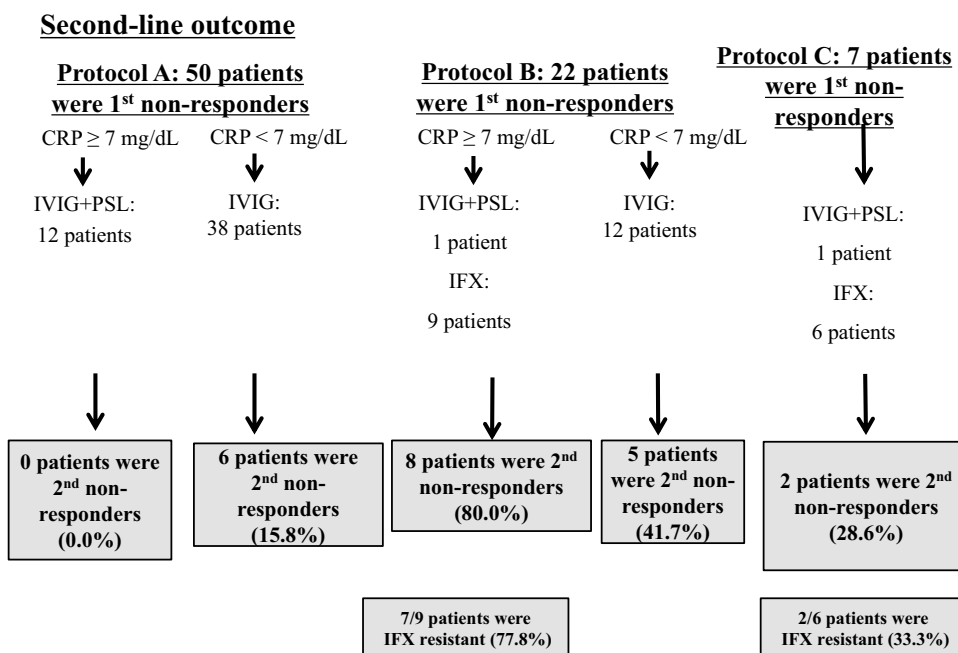 Second-line outcome
Protocol A: 50 patients
were 1st non-responders
CRP ≥ 7 mg/dL
CRP < 7 mg/dL
IVIG+PSL:
12 patients
IVIG:
38 patients
0 patients were
2nd non-
responders
(0.0%)
6 patients were
2nd non-
responders
(15.8%)
Protocol B: 22 patients
were 1st non-responders
CRP ≥ 7 mg/dL
CRP < 7 mg/dL
IVIG+PSL:
1 patient
IFX:
9 patients
IVIG:
12 patients
8 patients were 2nd
non-responders
(80.0%)
5 patients
were 2nd non-
responders
(41.7%)
7/9 patients were
IFX resistant (77.8%)
Protocol C: 7 patients
were 1st non-
responders
IVIG+PSL:
1 patient
IFX:
6 patients
2 patients were 2nd
non-responders
(28.6%)
2/6 patients were
IFX resistant (33.3%)